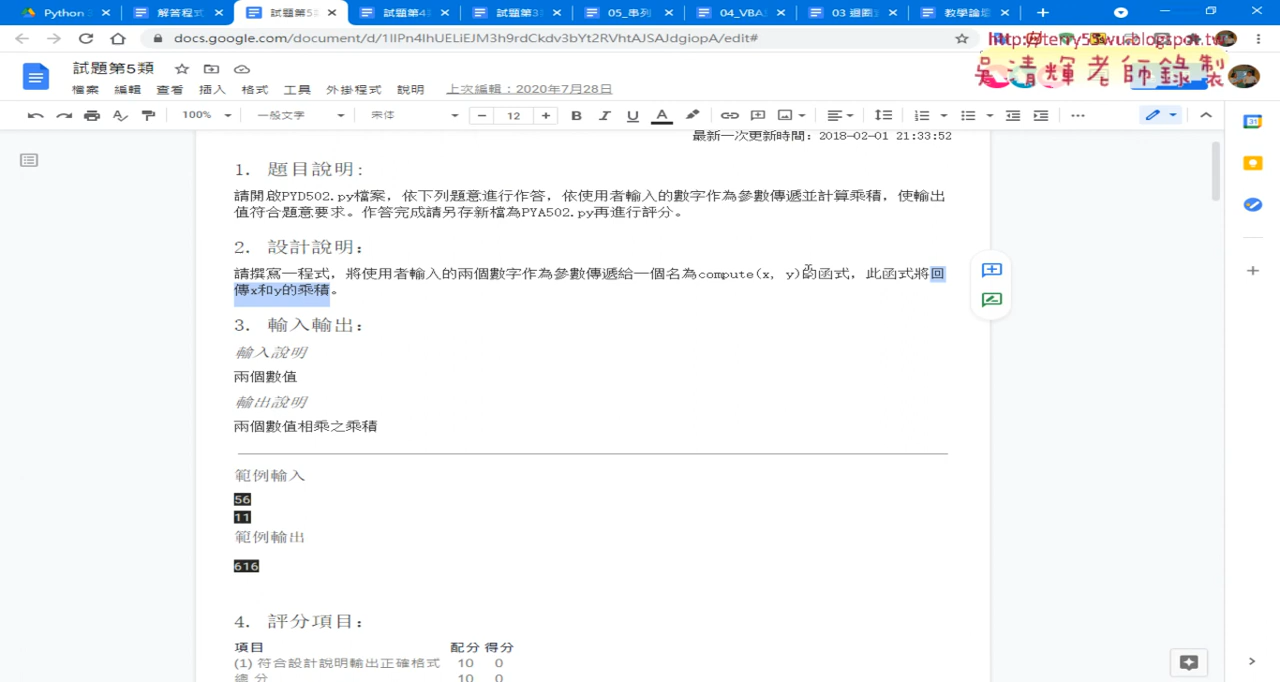 Python
解答程式
試題第5
試題第4
試題第3
05_串列
04_VBA
03 迴圈
教學論壇
docs.google.com/document/d/1IIPn4lhUELiEJM3h9rdCkdv3bYt2RVhtAJSAJdgiopA/edit#
http://terry55wu.blogspot.tw
吳清輝老師錄製
試題第5類
檔案 編輯 查看 插入 格式 工具 外掛程式 說明 上次編輯：2020年7月28日
100% 一般文字 宋体 12 B I U A
最新一次更新時間：2018-02-01 21:33:52
1. 題目說明:
請開啟PYD502.py檔案，依下列題意進行作答，依使用者輸入的數字作為參數傳遞並計算乘積，使輸出
值符合題意要求。作答完成請另存新檔為PYA502.py再進行評分。
2. 設計說明：
請撰寫一程式，將使用者輸入的兩個數字作為參數傳遞給一個名為compute(x, y)的函式，此函式將回
傳x和y的乘積。
3. 輸入輸出：
輸入說明
兩個數值
輸出說明
兩個數值相乘之乘積
範例輸入
56
11
範例輸出
616
4. 評分項目：
項目 配分 得分
(1) 符合設計說明輸出正確格式 10 0
總 分 10 0